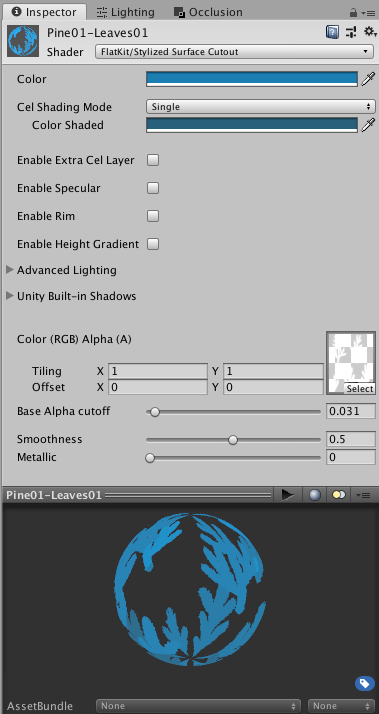 Inspector Lighting Occlusion
Pine01-Leaves01
Shader FlatKit/Stylized Surface Cutout
Color
Cel Shading Mode Single
Color Shaded
Enable Extra Cel Layer
Enable Specular
Enable Rim
Enable Height Gradient
Advanced Lighting
Unity Built-in Shadows
Color (RGB) Alpha (A)
Select
Tiling X 1 Y 1
Offset X 0 Y 0
Base Alpha cutoff 0.031
Smoothness 0.5
Metallic 0
Pine01-Leaves01
AssetBundle None None